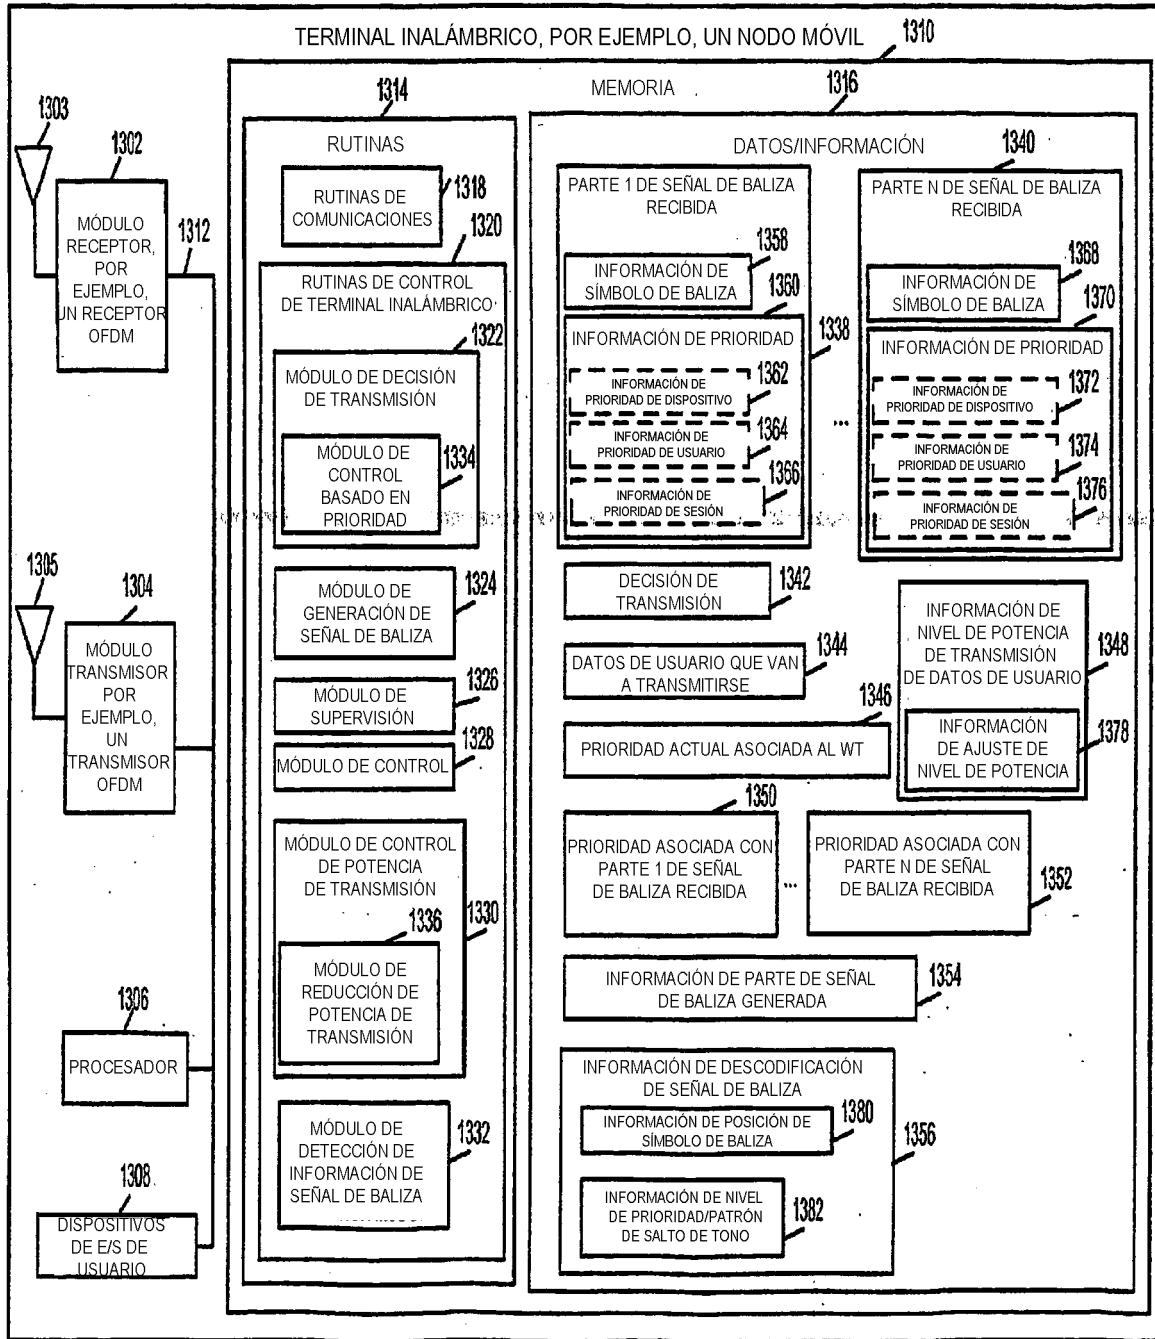 TERMINAL INALÁMBRICO, POR EJEMPLO, UN NODO MÓVIL
1310
MEMORIA
1303
1302
MÓDULO
RECEPTOR,
POR
EJEMPLO,
UN RECEPTOR
OFDM
1312
1305
1304
MÓDULO
TRANSMISOR
POR
EJEMPLO,
UN
TRANSMISOR
OFDM
1306
PROCESADOR
1308
DISPOSITIVOS
DE E/S DE
USUARIO
1314
RUTINAS
RUTINAS DE
COMUNICACIONES
1318
1320
RUTINAS DE CONTROL
DE TERMINAL INALÁMBRICO
1322
MÓDULO DE DECISIÓN
DE TRANSMISIÓN
MÓDULO DE
CONTROL
BASADO EN
PRIORIDAD
1334
MÓDULO DE
GENERACIÓN DE
SEÑAL DE BALIZA
1324
MÓDULO DE
SUPERVISIÓN
1326
1328
MÓDULO DE CONTROL
MÓDULO DE CONTROL
DE POTENCIA
DE TRANSMISIÓN
1330
1336
MÓDULO DE
REDUCCIÓN DE
POTENCIA DE
TRANSMISIÓN
MÓDULO DE
DETECCIÓN DE
INFORMACIÓN DE
SEÑAL DE BALIZA
1332
1316
DATOS/INFORMACIÓN
PARTE 1 DE SEÑAL DE BALIZA
RECIBIDA
1358
INFORMACIÓN DE
SÍMBOLO DE BALIZA
1360
INFORMACIÓN DE PRIORIDAD
1338
INFORMACIÓN DE
PRIORIDAD DE DISPOSITIVO
1362
INFORMACIÓN DE
PRIORIDAD DE USUARIO
1364
INFORMACIÓN DE
PRIORIDAD DE SESIÓN
1366
...
1340
PARTE N DE SEÑAL DE BALIZA
RECIBIDA
1368
INFORMACIÓN DE
SÍMBOLO DE BALIZA
1370
INFORMACIÓN DE PRIORIDAD
INFORMACIÓN DE
PRIORIDAD DE DISPOSITIVO
1372
INFORMACIÓN DE
PRIORIDAD DE USUARIO
1374
INFORMACIÓN DE
PRIORIDAD DE SESIÓN
1376
DECISIÓN DE
TRANSMISIÓN
1342
DATOS DE USUARIO QUE VAN
A TRANSMITIRSE
1344
1346
PRIORIDAD ACTUAL ASOCIADA AL WT
INFORMACIÓN DE
NIVEL DE POTENCIA
DE TRANSMISIÓN
DE DATOS DE USUARIO
1348
INFORMACIÓN
DE AJUSTE DE
NIVEL DE POTENCIA
1378
1350
PRIORIDAD ASOCIADA CON
PARTE 1 DE SEÑAL
DE BALIZA RECIBIDA
...
PRIORIDAD ASOCIADA CON
PARTE N DE SEÑAL
DE BALIZA RECIBIDA
1352
INFORMACIÓN DE PARTE DE SEÑAL
DE BALIZA GENERADA
1354
INFORMACIÓN DE DESCODIFICACIÓN
DE SEÑAL DE BALIZA
1356
INFORMACIÓN DE POSICIÓN DE
SÍMBOLO DE BALIZA
1380
INFORMACIÓN DE NIVEL
DE PRIORIDAD/PATRÓN
DE SALTO DE TONO
1382